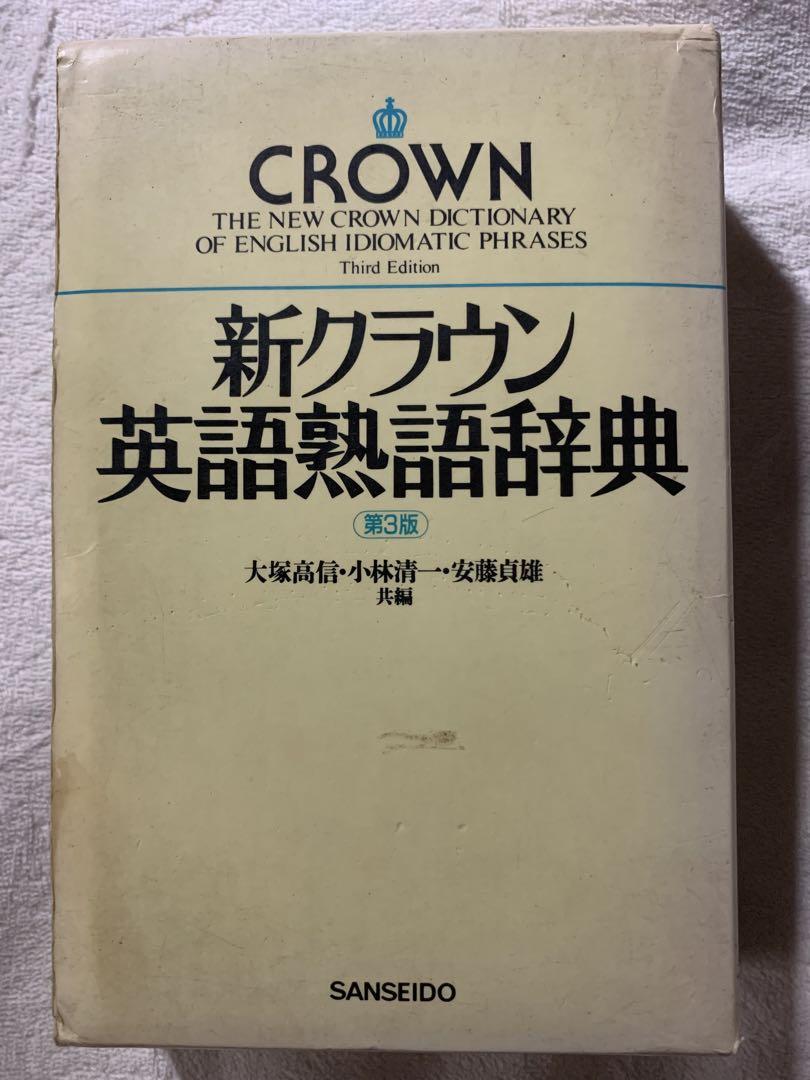 CROWN
THE NEW CROWN DICTIONARY
OF ENGLISH IDIOMATIC PHRASES
Third Edition
新クラウン
英語熟語辞典
第3版
大塚高信・小林清一・安藤貞雄
共編
SANSEIDO